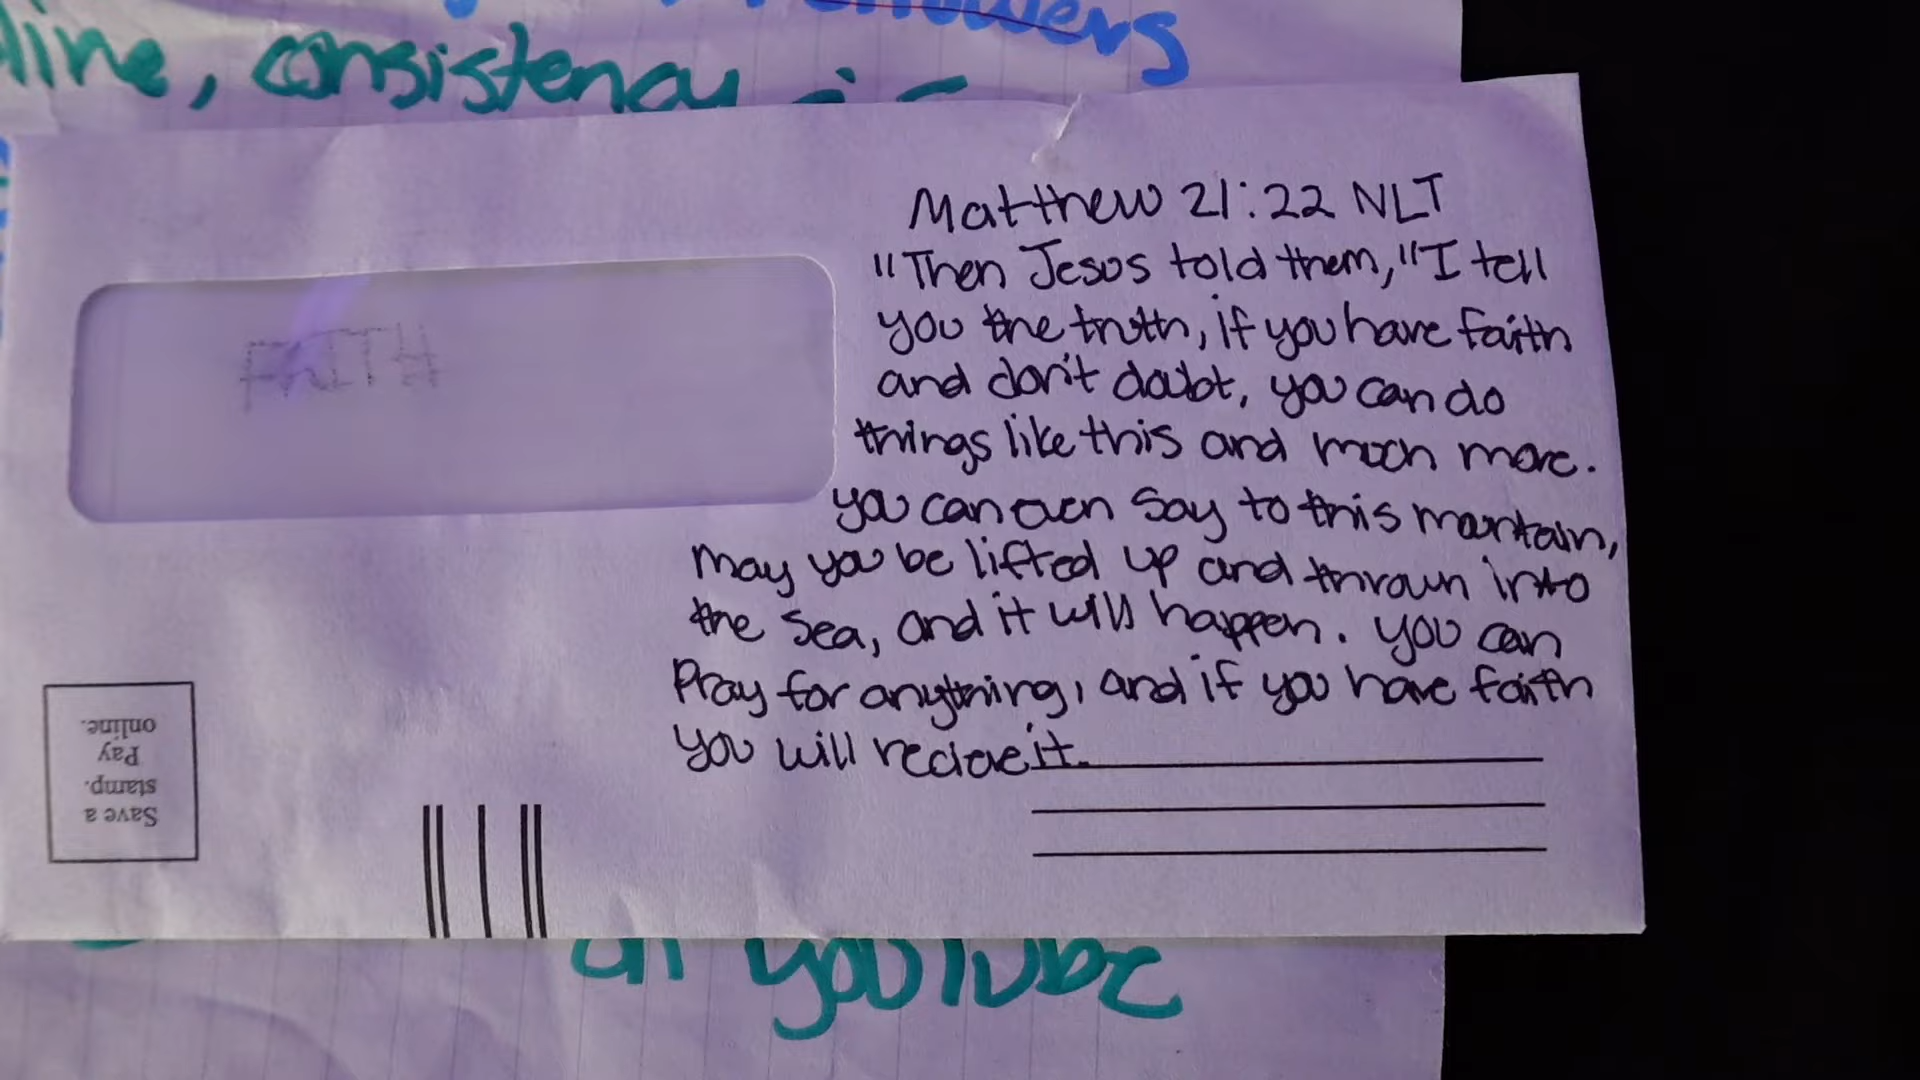 line, consistency is
Matthew 21:22 NLT
"Then Jesus told them, "I tell
you the truth, if you have faith
and don't doubt, you can do
things like this and much more.
you can even say to this mountain,
may you be lifted up and thrown into
the sea, and it will happen. you can
Pray for anything, and if you have faith
you will recieve it.
FAITH
Save a
stamp.
Pay
online.
YouTube